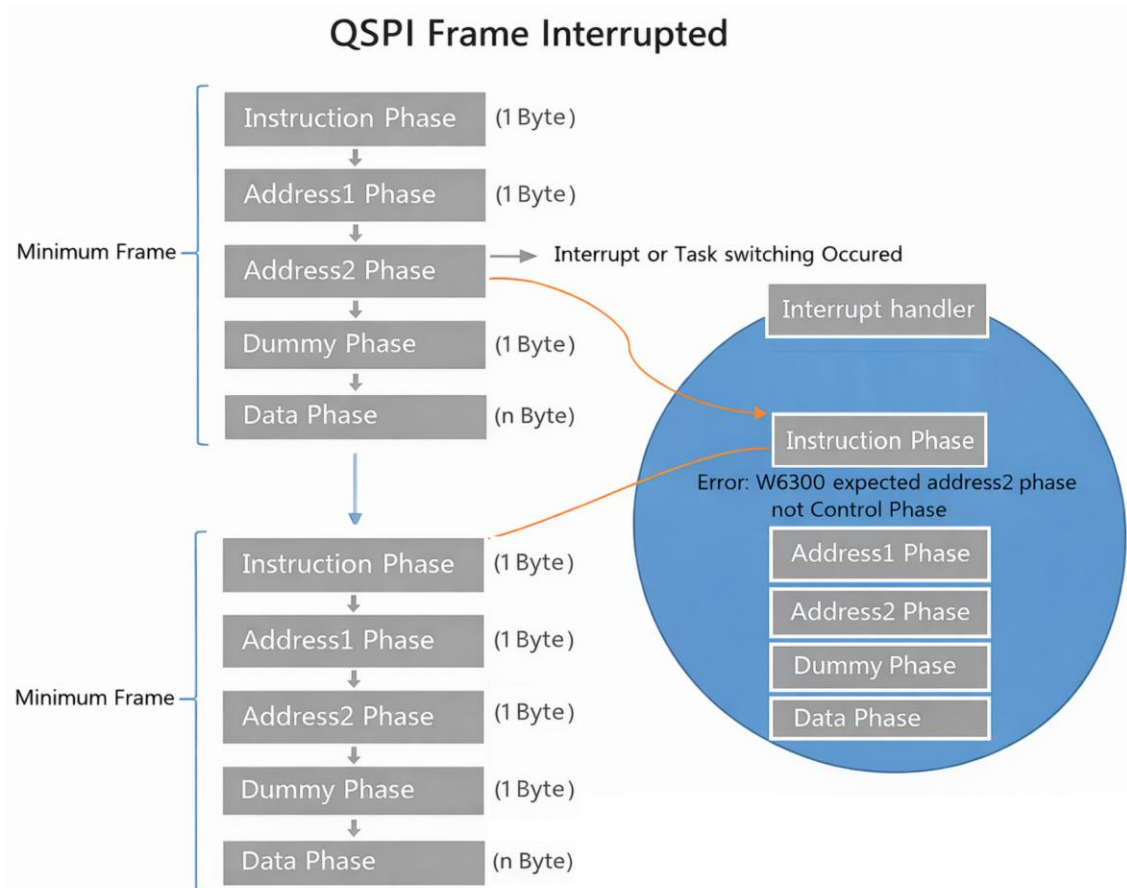 QSPI Frame Interrupted
Instruction Phase (1 Byte)
Address1 Phase (1 Byte)
Minimum Frame
Address2 Phase
Interrupt or Task switching Occured
Dummy Phase (1 Byte)
Data Phase (n Byte)
Interrupt handler
Instruction Phase
Error: W6300 expected address2 phase
not Control Phase
Address1 Phase
Address2 Phase
Dummy Phase
Data Phase
Instruction Phase (1 Byte)
Address1 Phase (1 Byte)
Minimum Frame
Address2 Phase (1 Byte)
Dummy Phase (1 Byte)
Data Phase (n Byte)